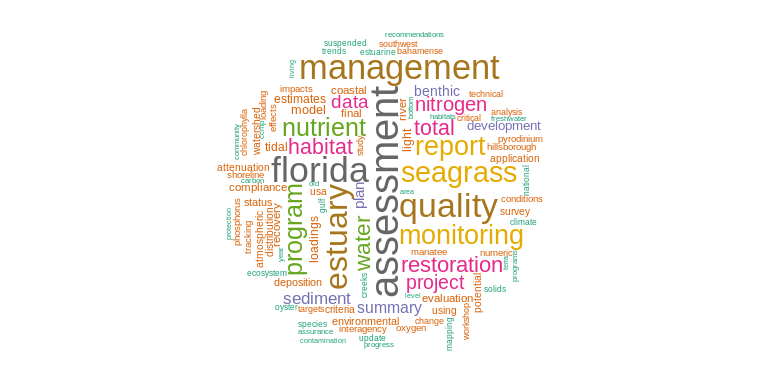 recommendations
suspended
southwest
trends
estuarine
bahamense
living
management
impacts
coastal
benthic
technical
estimates
data
nitrogen
bottom
loading
model
final
river
habitats
critical
analysis
freshwater
watershed
effects
nutrient
total
development
chlorophylla
community
tidal
habitat
study
light
report
pyrodinium
hillsborough
application
attenuation
carbon
shoreline
florida
assessment
seagrass
national
compliance
old
usa
plan
area
quality
conditions
status
gulf
survey
climate
protection
phosphorus
tracking
atmospheric
distribution
recovery
program
loadings
estuary
water
monitoring
year
manatee
numeric
programs
ecosystem
deposition
creeks
restoration
project
potential
solids
sediment
summary
level
evaluation
oyster
targets
criteria
using
workshop
species
environmental
change
assurance
interagency
oxygen
mapping
contamination
update
progress